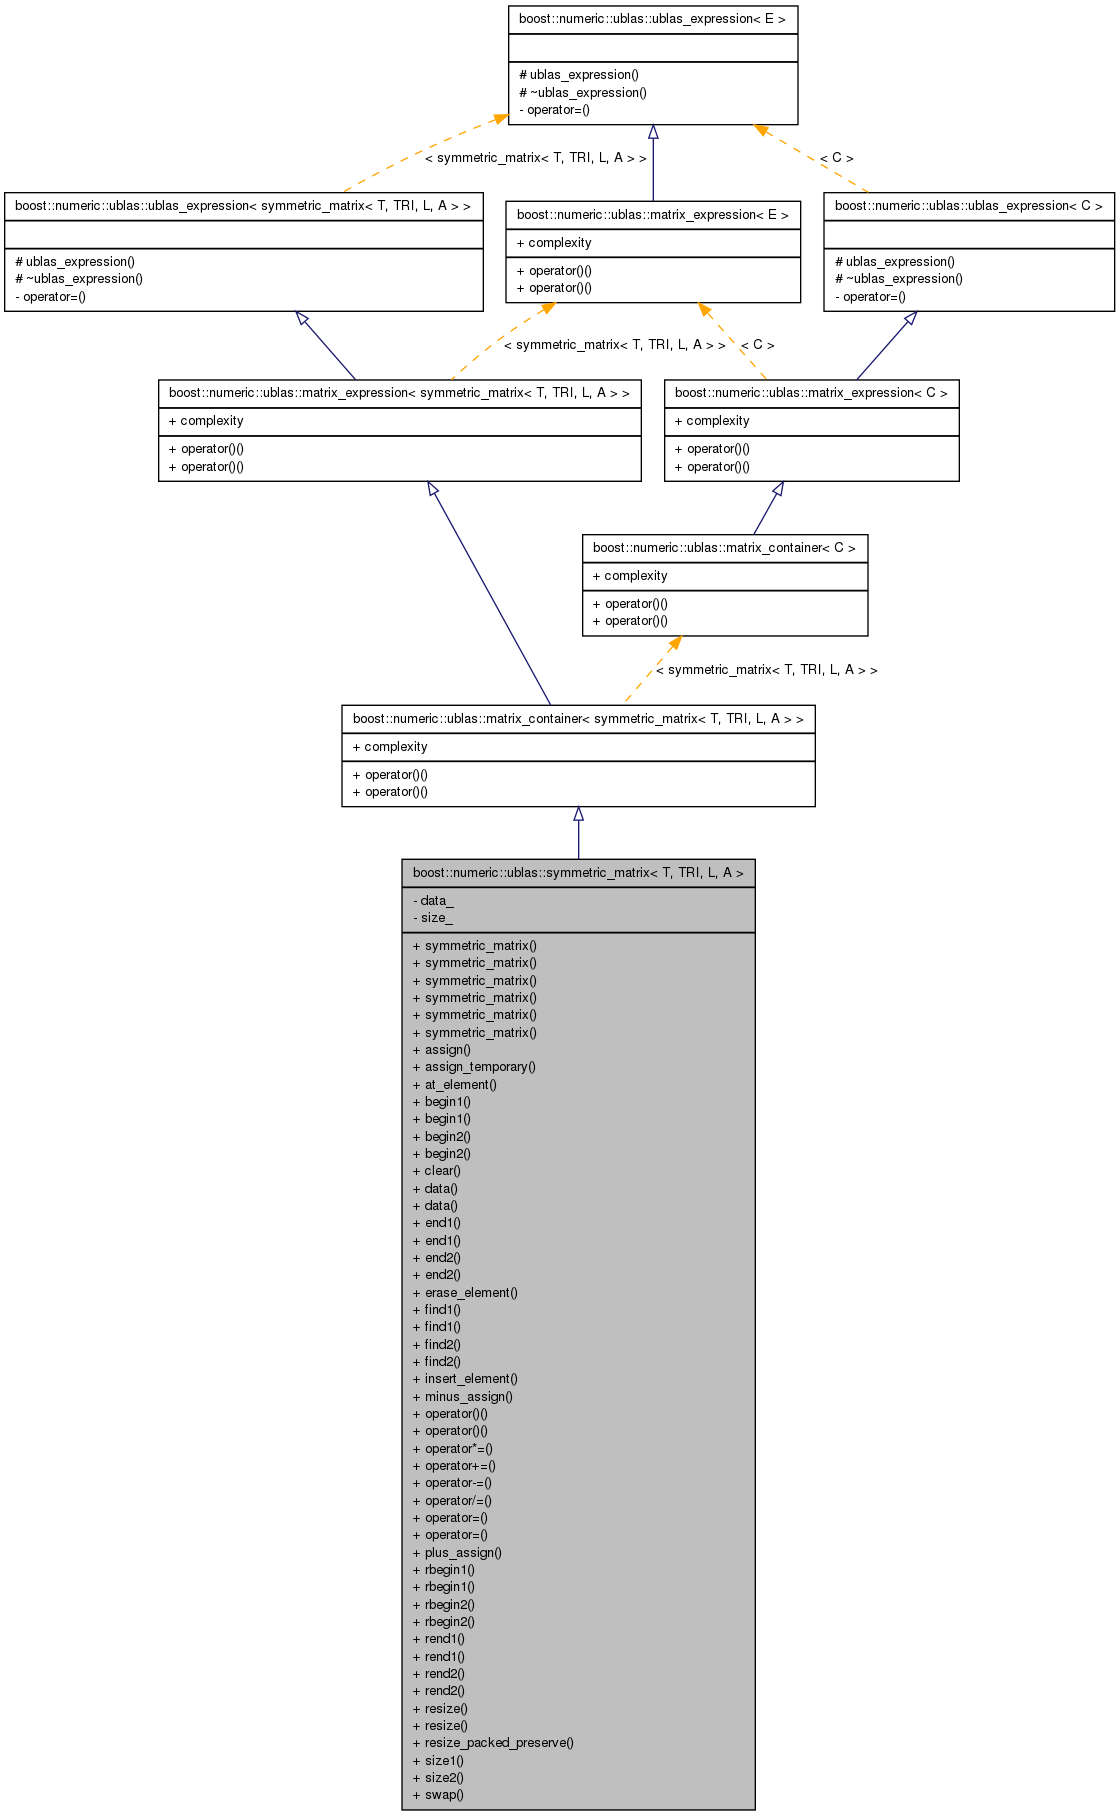 boost::numeric::ublas::ublas_expression< E >
# ublas_expression()
# ~ublas_expression()
- operator=()
< symmetric_matrix< T, TRI, L, A > >
< C >
boost::numeric::ublas::ublas_expression< symmetric_matrix< T, TRI, L, A > >
# ublas_expression()
# ~ublas_expression()
- operator=()
boost::numeric::ublas::matrix_expression< E >
+ complexity
+ operator()()
+ operator()()
boost::numeric::ublas::ublas_expression< C >
# ublas_expression()
# ~ublas_expression()
- operator=()
< symmetric_matrix< T, TRI, L, A > >
< C >
boost::numeric::ublas::matrix_expression< symmetric_matrix< T, TRI, L, A > >
+ complexity
+ operator()()
+ operator()()
boost::numeric::ublas::matrix_expression< C >
+ complexity
+ operator()()
+ operator()()
boost::numeric::ublas::matrix_container< C >
+ complexity
+ operator()()
+ operator()()
< symmetric_matrix< T, TRI, L, A > >
boost::numeric::ublas::matrix_container< symmetric_matrix< T, TRI, L, A > >
+ complexity
+ operator()()
+ operator()()
boost::numeric::ublas::symmetric_matrix< T, TRI, L, A >
- data_
- size_
+ symmetric_matrix()
+ symmetric_matrix()
+ symmetric_matrix()
+ symmetric_matrix()
+ symmetric_matrix()
+ symmetric_matrix()
+ assign()
+ assign_temporary()
+ at_element()
+ begin1()
+ begin1()
+ begin2()
+ begin2()
+ clear()
+ data()
+ data()
+ end1()
+ end1()
+ end2()
+ end2()
+ erase_element()
+ find1()
+ find1()
+ find2()
+ find2()
+ insert_element()
+ minus_assign()
+ operator()()
+ operator()()
+ operator*=()
+ operator+=()
+ operator-=()
+ operator/=()
+ operator=()
+ operator=()
+ plus_assign()
+ rbegin1()
+ rbegin1()
+ rbegin2()
+ rbegin2()
+ rend1()
+ rend1()
+ rend2()
+ rend2()
+ resize()
+ resize()
+ resize_packed_preserve()
+ size1()
+ size2()
+ swap()